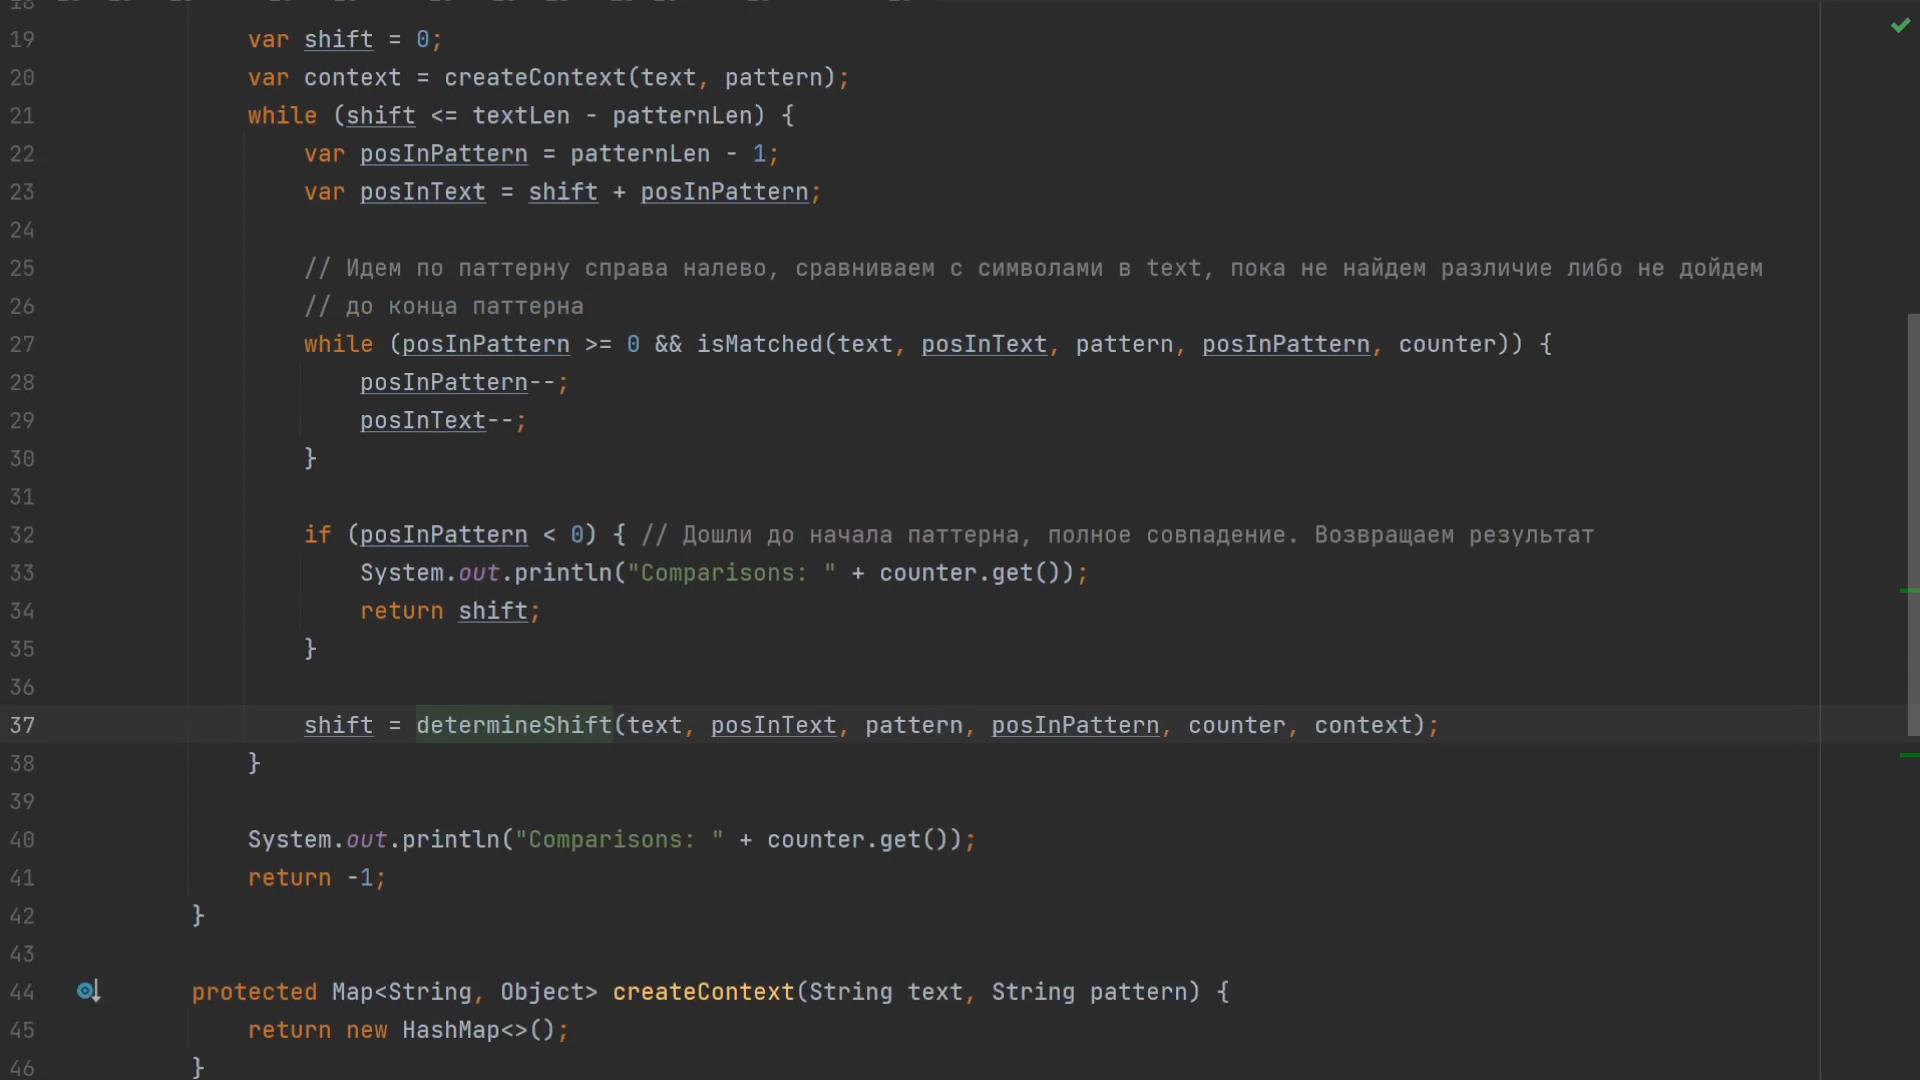 19 var shift = 0;
20 var context = createContext(text, pattern);
21 while (shift <= textLen - patternLen) {
22 var posInPattern = patternLen - 1;
23 var posInText = shift + posInPattern;
24
25 // Идем по паттерну справа налево, сравниваем с символами в text, пока не найдем различие либо не дойдем
26 // до конца паттерна
27 while (posInPattern >= 0 && isMatched(text, posInText, pattern, posInPattern, counter)) {
28 posInPattern--;
29 posInText--;
30 }
31
32 if (posInPattern < 0) { // Дошли до начала паттерна, полное совпадение. Возвращаем результат
33 System.out.println("Comparisons: " + counter.get());
34 return shift;
35 }
36
37 shift = determineShift(text, posInText, pattern, posInPattern, counter, context);
38 }
39
40 System.out.println("Comparisons: " + counter.get());
41 return -1;
42 }
43
44 protected Map<String, Object> createContext(String text, String pattern) {
45 return new HashMap<>();
46 }